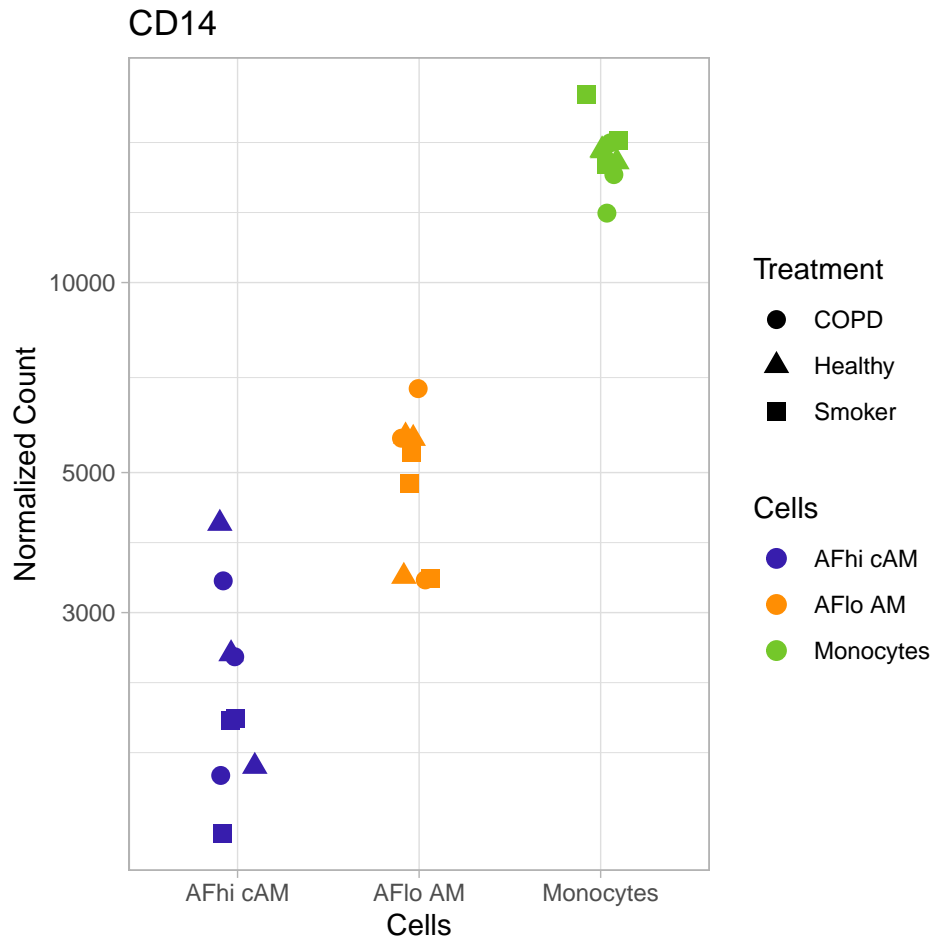 CD14
Normalized Count
10000
5000
3000
AFhi cAM
AFlo AM
Monocytes
Cells
Treatment
COPD
Healthy
Smoker
Cells
AFhi cAM
AFlo AM
Monocytes